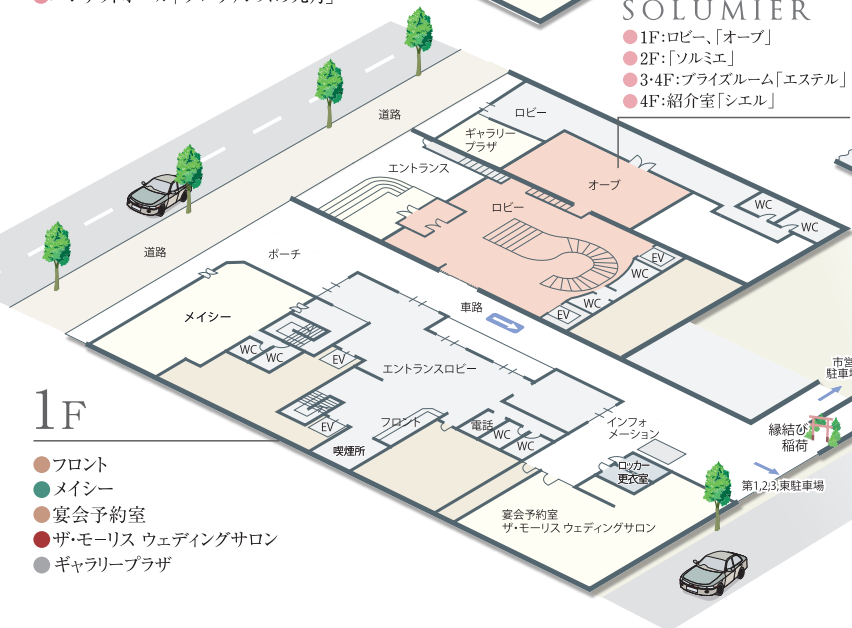 SOLUMIER
1F:ロビー、「オーブ」
2F:「ソルミエ」
3・4F:ブライズルーム「エステル」
4F:紹介室「シエル」
道路
ロビー
ギャラリー
プラザ
エントランス
オーブ
ロビー
WC
WC
道路
ポーチ
EV
WC
WC
EV
車路
メイシー
WC
WC
EV
エントランスロビー
市営
駐車場
1F
EV
フロント
電話
WC
WC
インフォ
メーション
縁結び
稲荷
喫煙所
ロッカー
更衣室
第1,2,3,東駐車場
宴会予約室
ザ・モーリス ウェディングサロン
フロント
メイシー
宴会予約室
ザ・モーリス ウェディングサロン
ギャラリープラザ